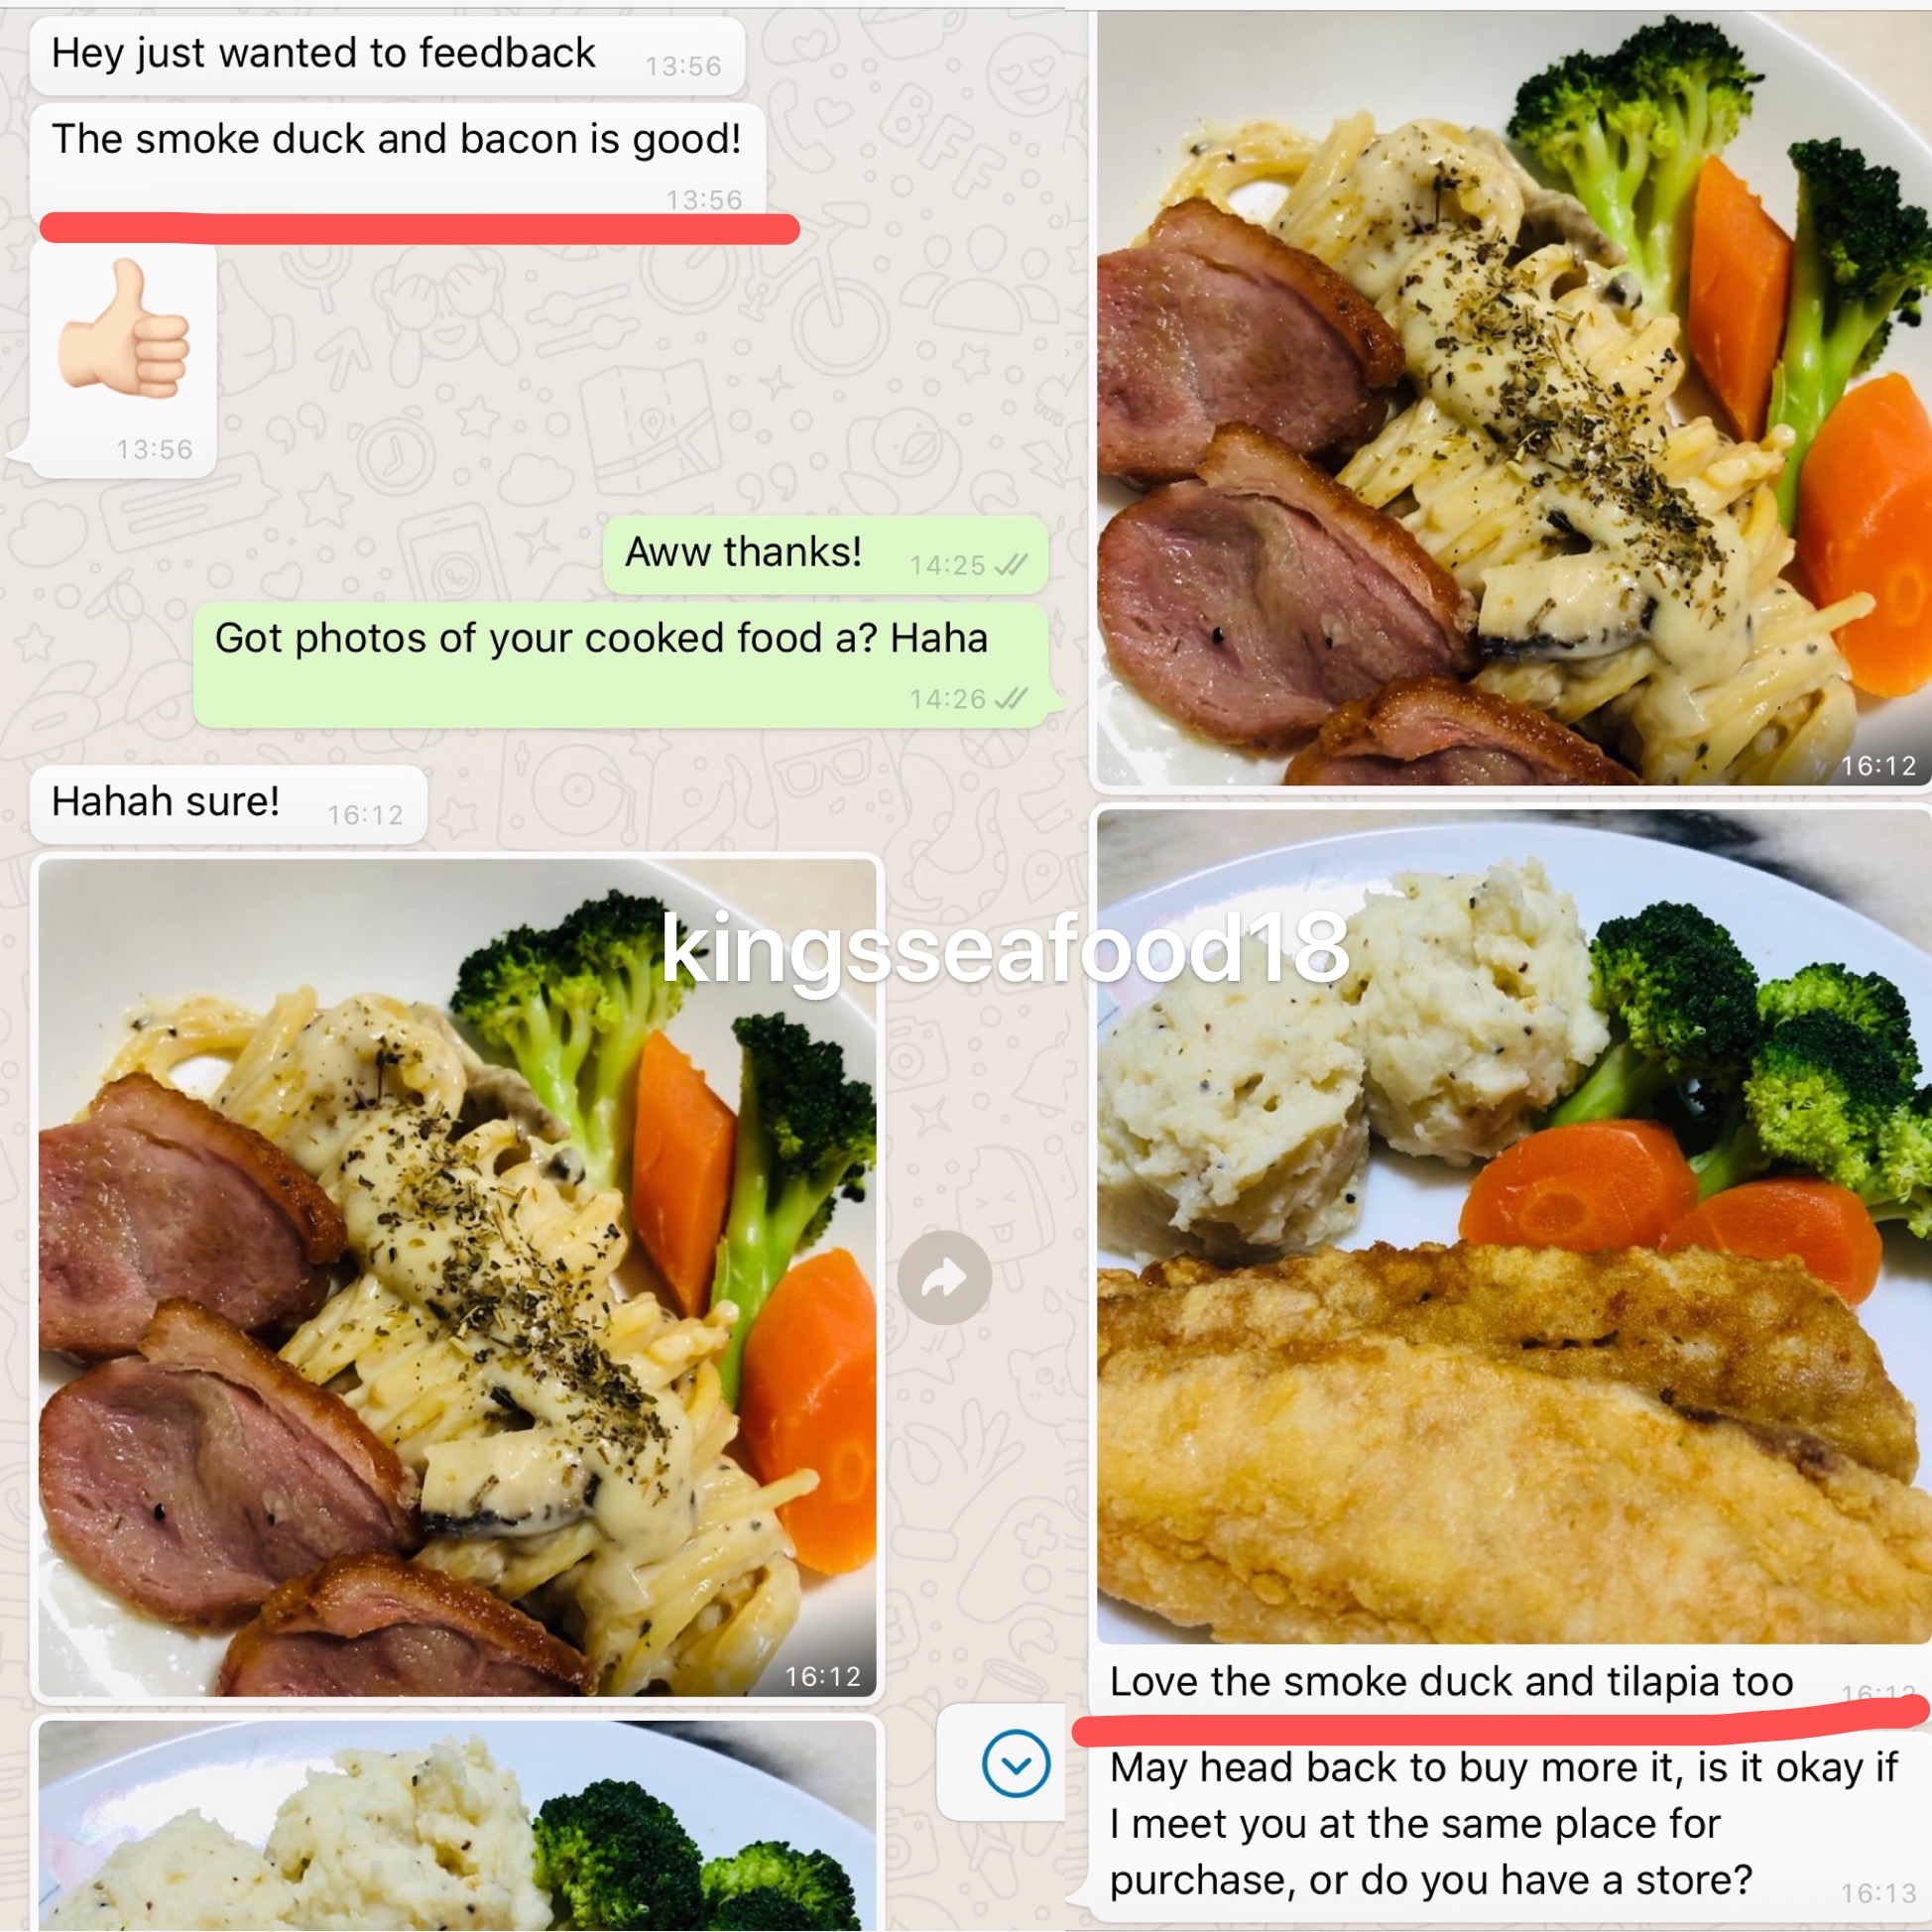 Hey just wanted to feedback
13:56
The smoke duck and bacon is good!
13:56
13:56
Aww thanks!
14:25
Got photos of your cooked food a? Haha
14:26
Hahah sure!
16:12
16:12
kingsseafood18
16:12
Love the smoke duck and tilapia too
16:12
May head back to buy more it, is it okay if
I meet you at the same place for
purchase, or do you have a store?
16:13